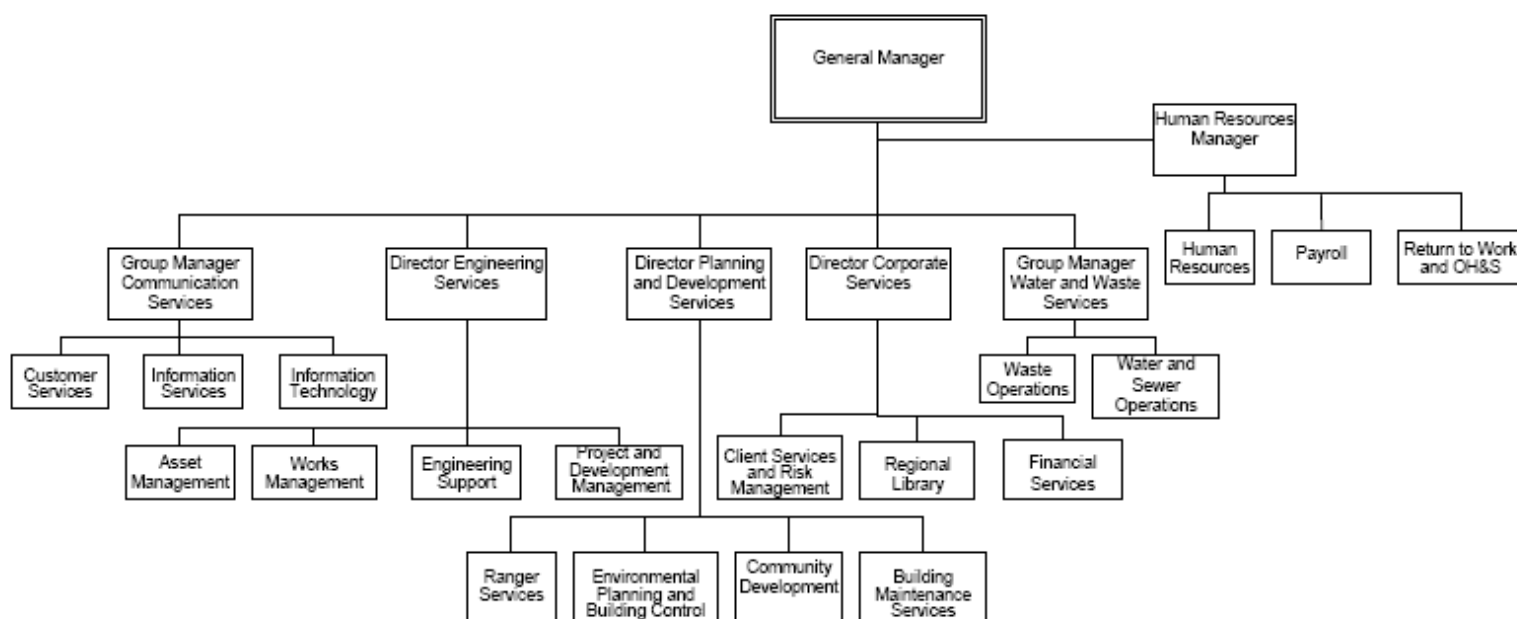 General Manager
Human Resources
Manager
Group Manager
Communication
Services
Director Engineering
Services
Director Planning
and Development
Services
Director Corporate
Services
Group Manager
Water and Waste
Services
Human
Resources
Payroll
Return to Work
and OH&S
Customer
Services
Information
Services
Information
Technology
Waste
Operations
Water and
Sewer
Operations
Asset
Management
Works
Management
Engineering
Support
Project and
Development
Management
Client Services
and Risk
Management
Regional
Library
Financial
Services
Ranger
Services
Environmental
Planning and
Building Control
Community
Development
Building
Maintenance
Services